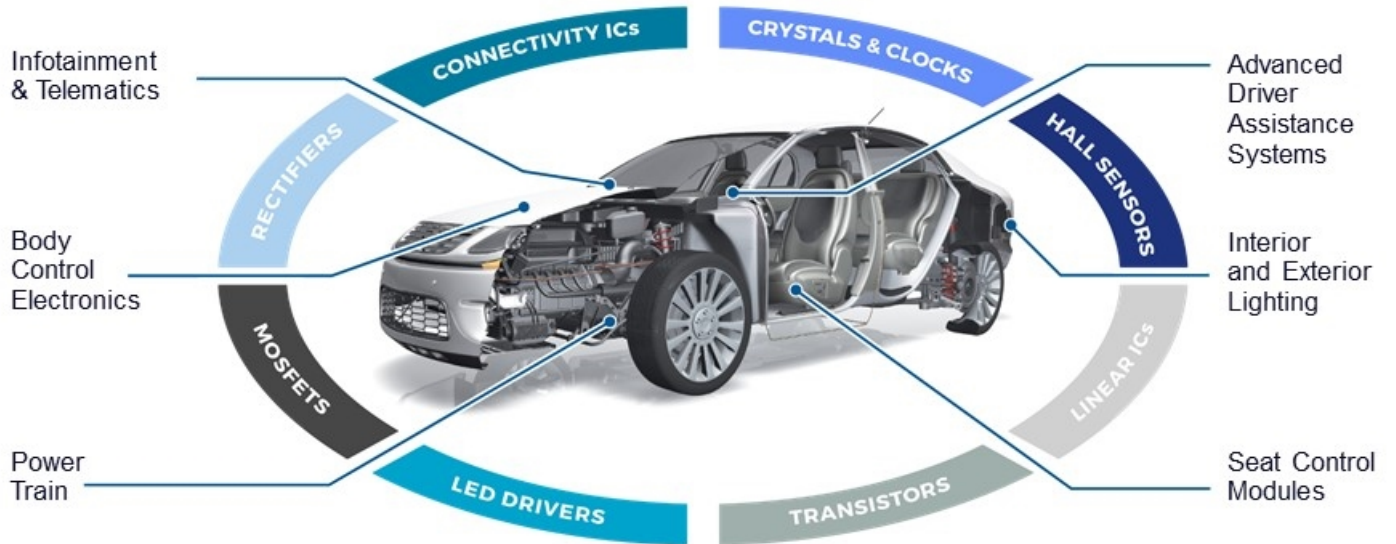 CONNECTIVITY ICs
CRYSTALS & CLOCKS
Infotainment
& Telematics
Advanced
Driver
Assistance
Systems
RECTIFIERS
HALL SENSORS
Body
Control
Electronics
Interior
and Exterior
Lighting
MOSFETS
LINEAR ICs
Power
Train
Seat Control
Modules
LED DRIVERS
TRANSISTORS